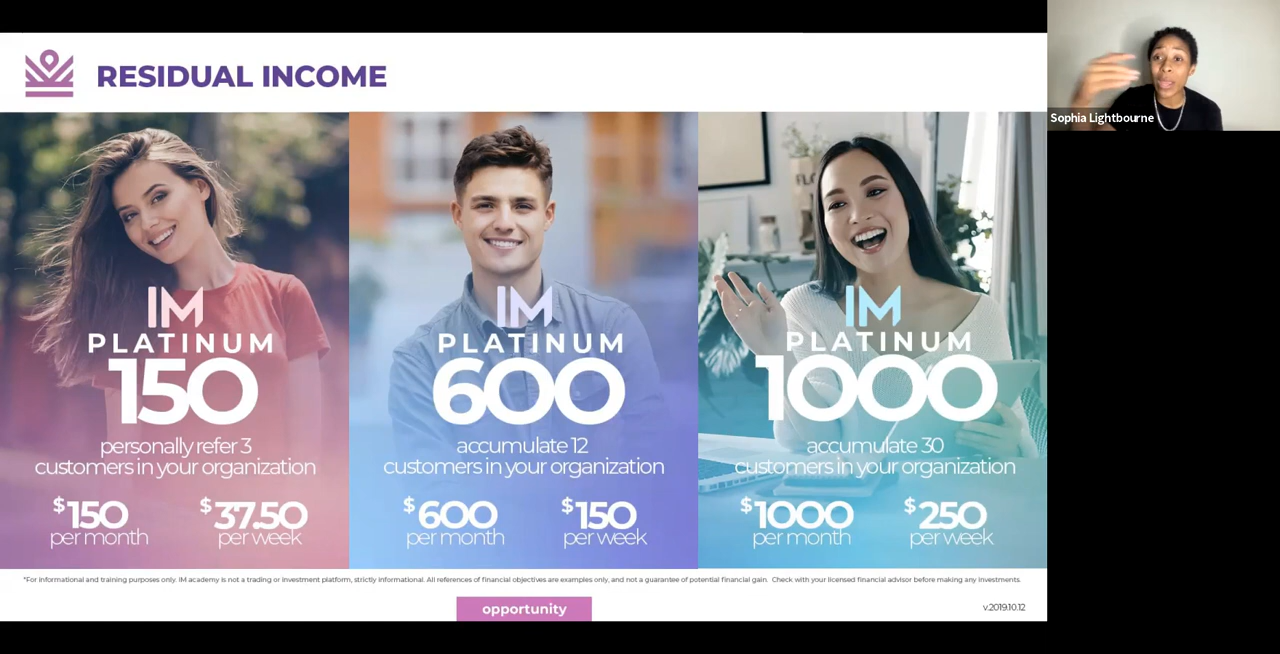 RESIDUAL INCOME
Sophia Lightbourne
IM
PLATINUM
150
personally refer 3
customers in your organization
$150
per month
$37.50
per week
IM
PLATINUM
600
accumulate 12
customers in your organization
$600
per month
$150
per week
IM
PLATINUM
1000
accumulate 30
customers in your organization
$1000
per month
$250
per week
*For informational and training purposes only. IM academy is not a trading or investment platform, strictly informational. All references of financial objectives are examples only, and not a guarantee of potential financial gain. Check with your licensed financial advisor before making any investments.
opportunity
v.2019.10.12